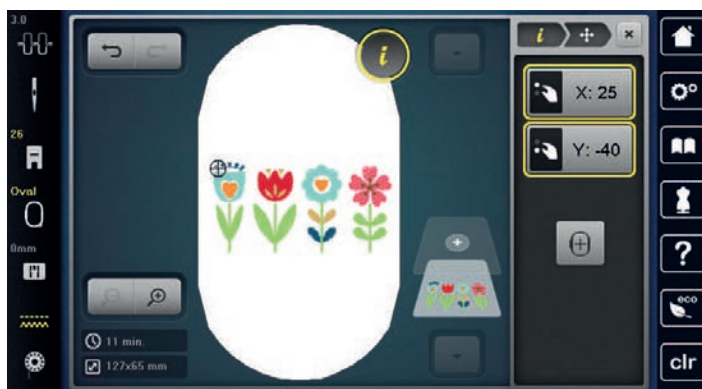 3.0
i
i
X: 25
26
Y: -40
Oval
0mm
?
eco
11 min.
127x65 mm
clr